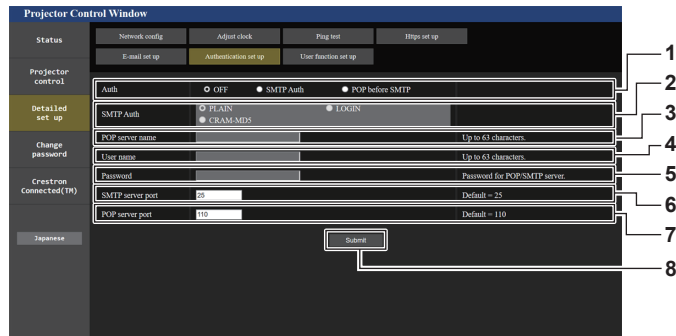 Projector Control Window
Status
Network config
Adjust clock
Ping test
Https set up
E-mail set up
Authentication set up
User function set up
Projector
control
Detailed
set up
Change
password
Crestron
Connected(TM)
Japanese
Auth
OFF
SMTP Auth
POP before SMTP
SMTP Auth
PLAIN
LOGIN
CRAM-MD5
POP server name
Up to 63 characters.
User name
Up to 63 characters.
Password
Password for POP/SMTP server.
SMTP server port
25
Default = 25
POP server port
110
Default = 110
Submit
1
2
3
4
5
6
7
8